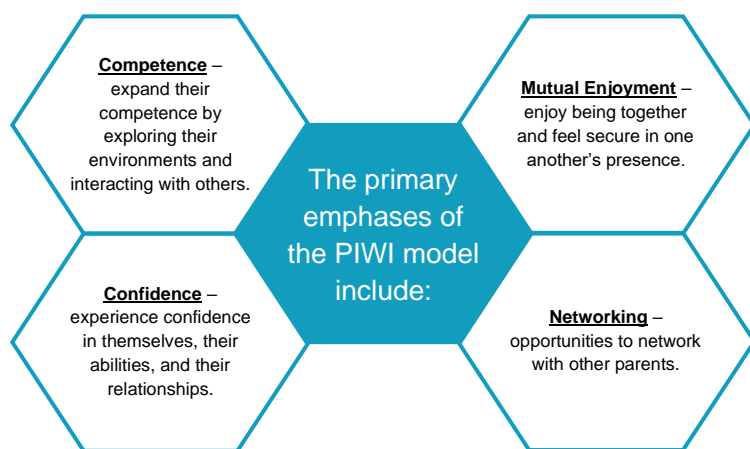 Competence –
expand their
competence by
exploring their
environments and
interacting with others.
Mutual Enjoyment –
enjoy being together
and feel secure in one
another’s presence.
The primary
emphases of
the PIWI model
include:
Confidence –
experience confidence
in themselves, their
abilities, and their
relationships.
Networking –
opportunities to network
with other parents.